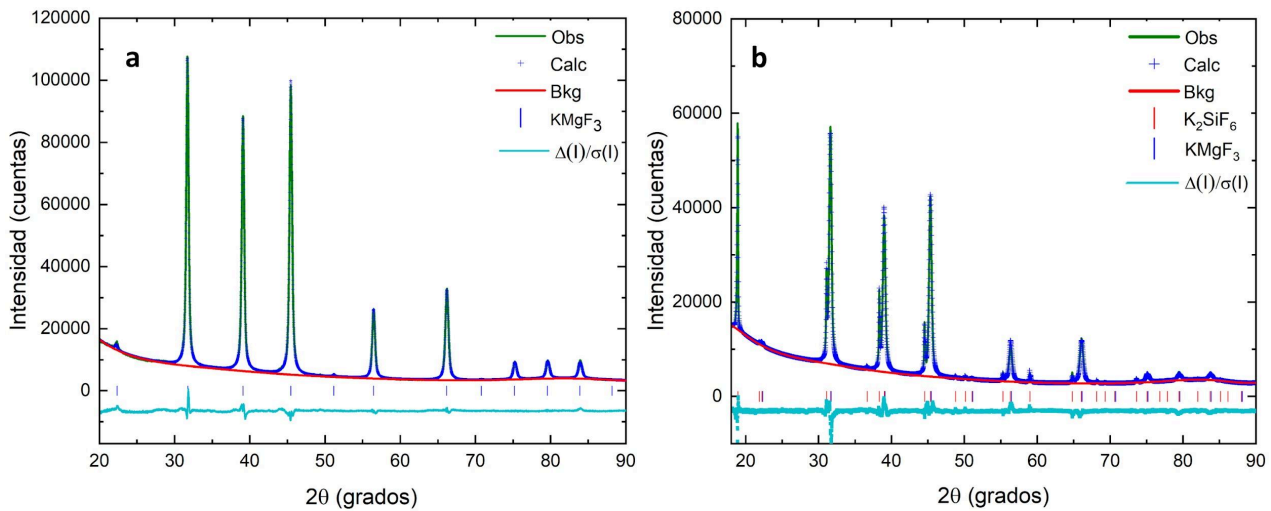 a
Obs
Calc
Bkg
KMgF3
Δ(I)/σ(I)
Intensidad (cuentas)
120000
100000
80000
60000
40000
20000
0
20 30 40 50 60 70 80 90
2θ (grados)
b
Obs
Calc
Bkg
K2SiF6
KMgF3
Δ(I)/σ(I)
Intensidad (cuentas)
80000
60000
40000
20000
0
20 30 40 50 60 70 80 90
2θ (grados)